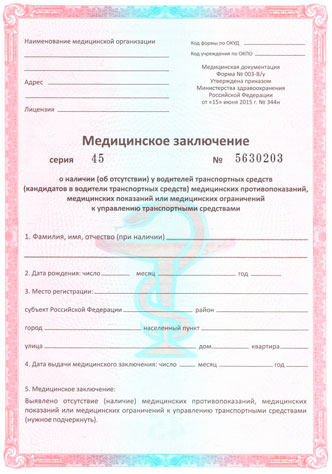 Наименование медицинской организации
Код формы по ОКУД
Код учреждения по ОКПО
Медицинская документация
Форма № 003-В/у
Утверждена приказом
Министерства здравоохранения
Российской Федерации
от «15» июня 2015 г. № 344н
Адрес
Лицензия
Медицинское заключение
серия 45 № 5630203
о наличии (об отсутствии) у водителей транспортных средств
(кандидатов в водители транспортных средств) медицинских противопоказаний,
медицинских показаний или медицинских ограничений
к управлению транспортными средствами
1. Фамилия, имя, отчество (при наличии)
2. Дата рождения: число месяц год
3. Место регистрации:
субъект Российской Федерации район
город населенный пункт
улица дом квартира
4. Дата выдачи медицинского заключения: число месяц год
5. Медицинское заключение:
Выявлено отсутствие (наличие) медицинских противопоказаний, медицинских
показаний или медицинских ограничений к управлению транспортными средствами
(нужное подчеркнуть).